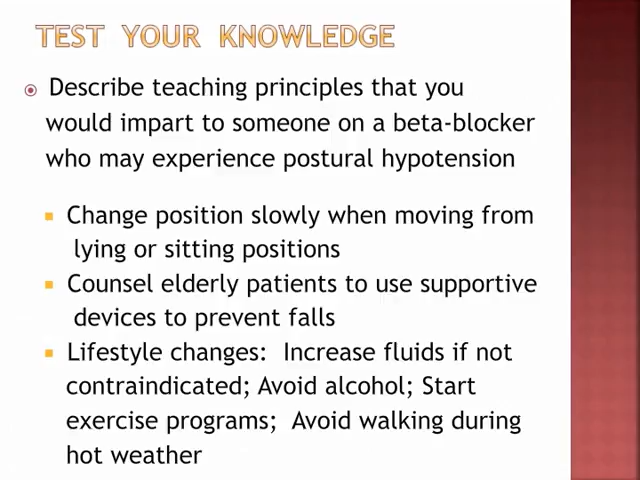 TEST YOUR KNOWLEDGE
Describe teaching principles that you
would impart to someone on a beta-blocker
who may experience postural hypotension
Change position slowly when moving from
lying or sitting positions
Counsel elderly patients to use supportive
devices to prevent falls
Lifestyle changes: Increase fluids if not
contraindicated; Avoid alcohol; Start
exercise programs; Avoid walking during
hot weather